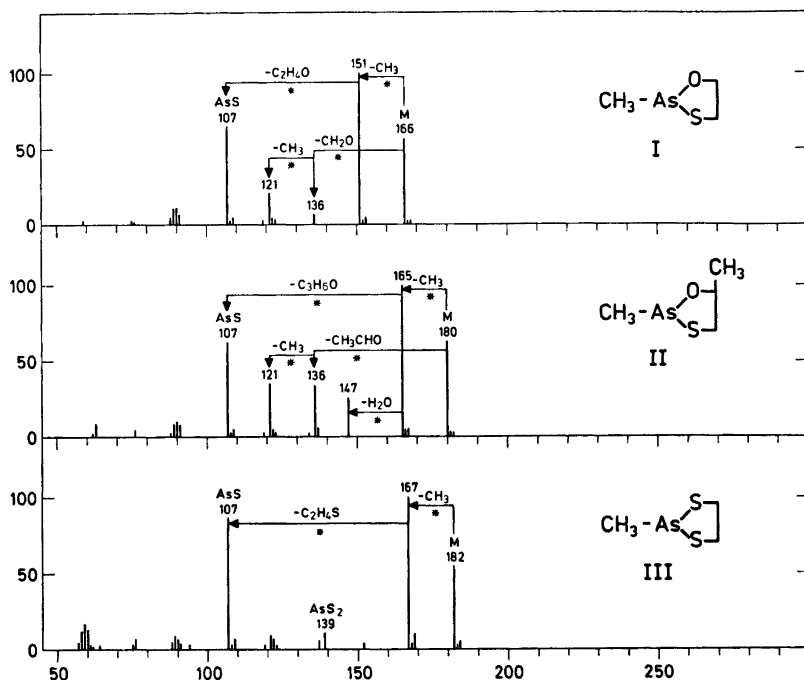 100
50
0
-C₂H₄O
*
151
-CH₃
*
AsS
107
M
166
-CH₃
*
-CH₂O
*
121
136
CH₃-As
O
S
I
100
50
0
-C₃H₆O
*
165
-CH₃
*
AsS
107
M
180
-CH₃
*
-CH₃CHO
*
121
136
147
-H₂O
*
CH₃
CH₃-As
O
S
II
100
50
0
AsS
107
-C₂H₄S
*
167
-CH₃
*
M
182
AsS₂
139
CH₃-As
S
S
III
50 100 150 200 250